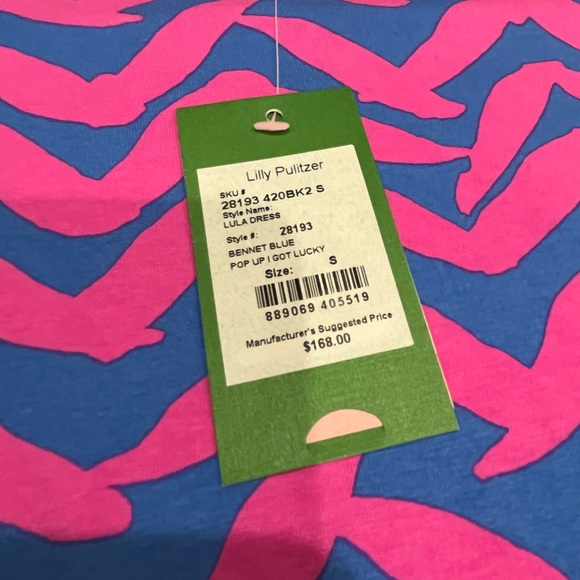 Lilly Pulitzer
SKU #
28193 420BK2 S
Style Name:
LULA DRESS
Style #: 28193
BENNET BLUE
POP UP I GOT LUCKY
Size: S
889069 405519
Manufacturer's Suggested Price
$168.00